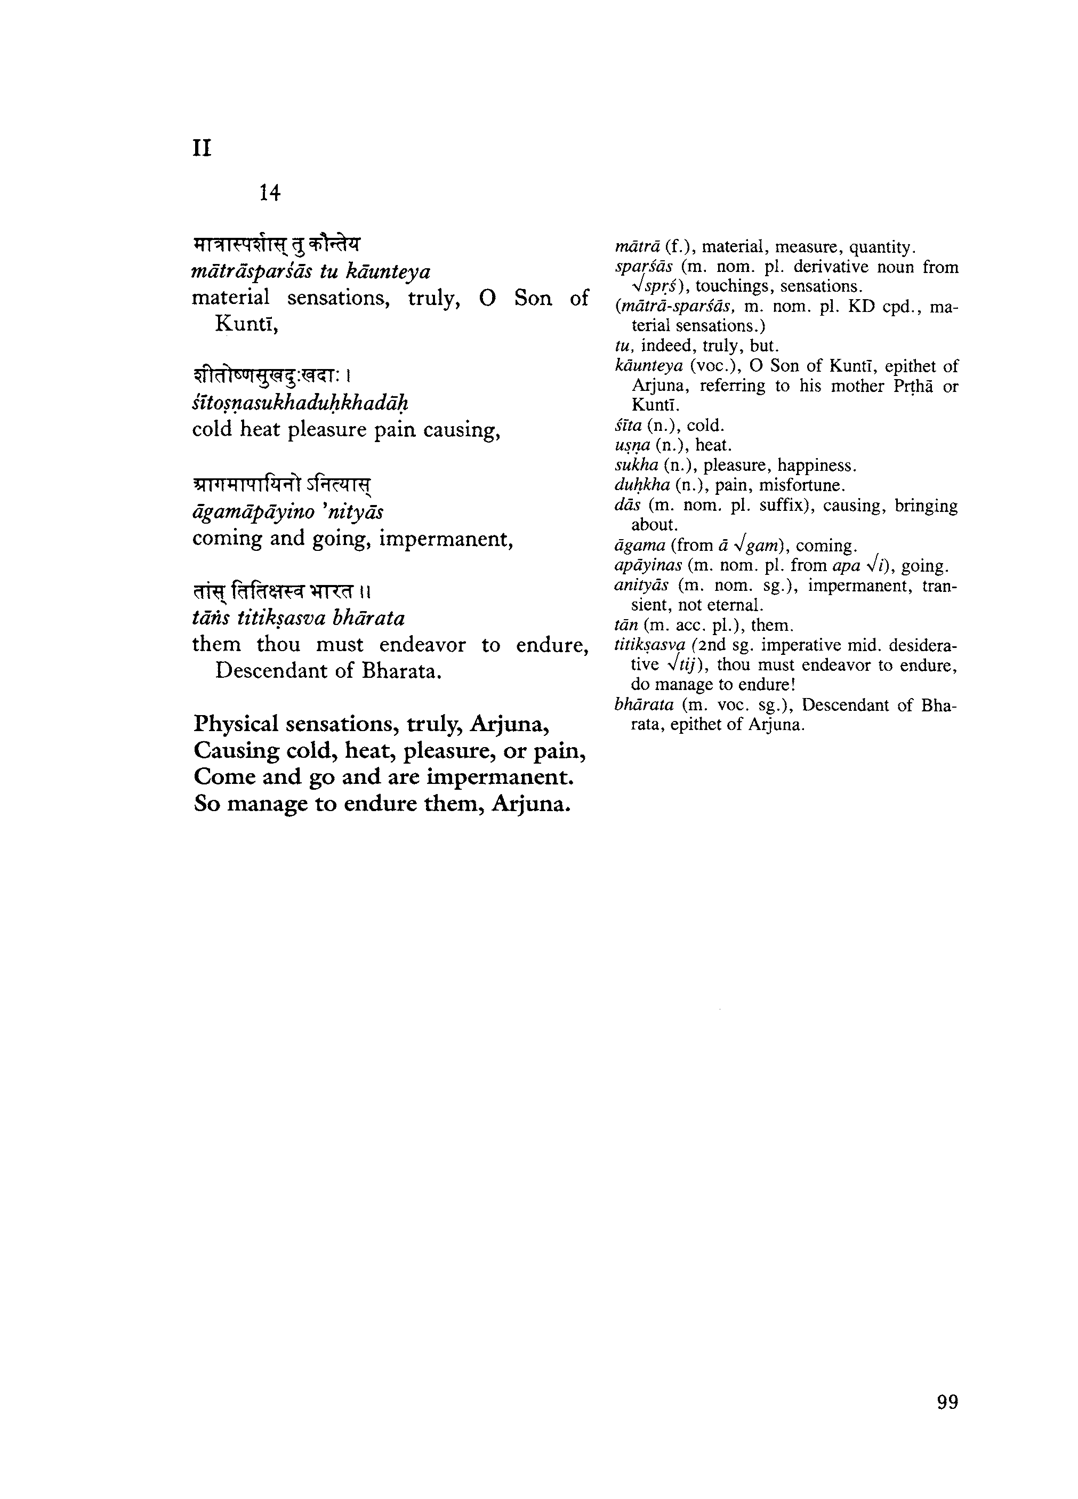 II
14
मात्रास्पर्शास् तु कौन्तेय
mātrāsparśās tu kāunteya
material sensations, truly, O Son of
Kuntī,
शीतोष्णसुखदुःखदाः ।
śītoṣṇasukhaduḥkhadāḥ
cold heat pleasure pain causing,
आगमापायिनो ऽनित्यास्
āgamāpāyino 'nityās
coming and going, impermanent,
तांस् तितिक्षस्व भारत ॥
tāṅs titikṣasva bhārata
them thou must endeavor to endure,
Descendant of Bharata.
Physical sensations, truly, Arjuna,
Causing cold, heat, pleasure, or pain,
Come and go and are impermanent.
So manage to endure them, Arjuna.
mātrā (f.), material, measure, quantity.
sparśās (m. nom. pl. derivative noun from
√spṛś), touchings, sensations.
(mātrā-sparśās, m. nom. pl. KD cpd., ma-
terial sensations.)
tu, indeed, truly, but.
kāunteya (voc.), O Son of Kuntī, epithet of
Arjuna, referring to his mother Pṛthā or
Kuntī.
śīta (n.), cold.
uṣṇa (n.), heat.
sukha (n.), pleasure, happiness.
duḥkha (n.), pain, misfortune.
dās (m. nom. pl. suffix), causing, bringing
about.
āgama (from ā √gam), coming.
apāyinas (m. nom. pl. from apa √i), going.
anityās (m. nom. sg.), impermanent, tran-
sient, not eternal.
tān (m. acc. pl.), them.
titikṣasva (2nd sg. imperative mid. desidera-
tive √tij), thou must endeavor to endure,
do manage to endure!
bhārata (m. voc. sg.), Descendant of Bha-
rata, epithet of Arjuna.
99